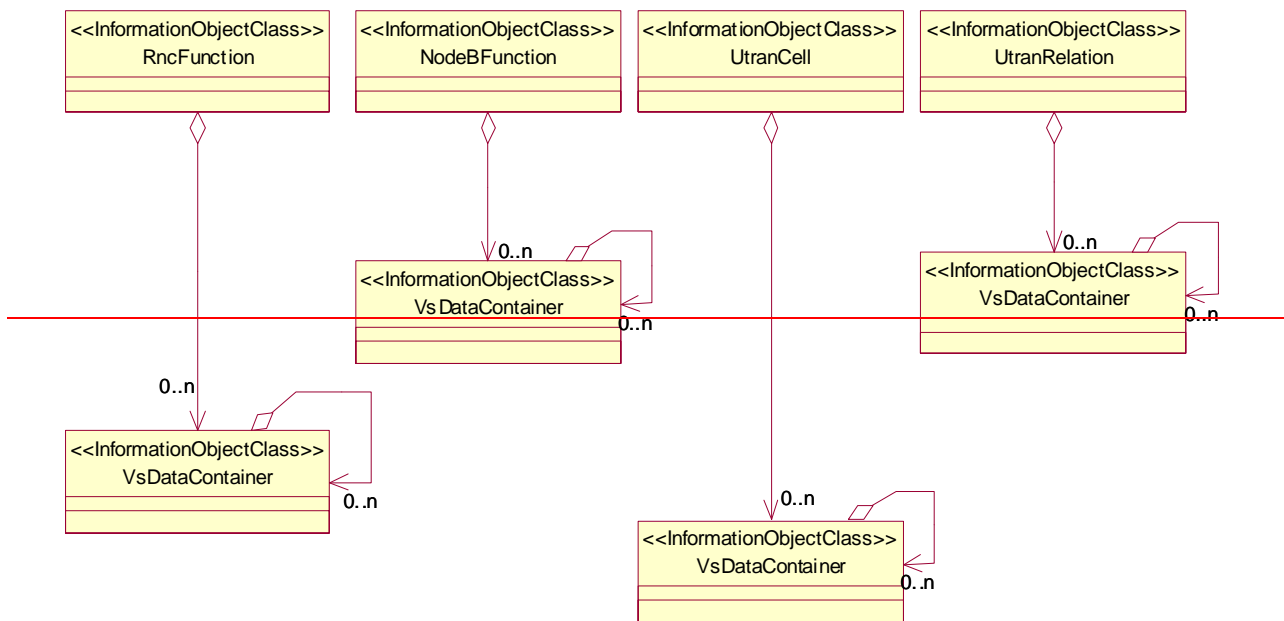 <<InformationObjectClass>>
RncFunction
<<InformationObjectClass>>
NodeBFunction
<<InformationObjectClass>>
UtranCell
<<InformationObjectClass>>
UtranRelation
0..n
<<InformationObjectClass>>
VsDataContainer
0..n
0..n
<<InformationObjectClass>>
VsDataContainer
0..n
0..n
<<InformationObjectClass>>
VsDataContainer
0..n
0..n
<<InformationObjectClass>>
VsDataContainer
0..n